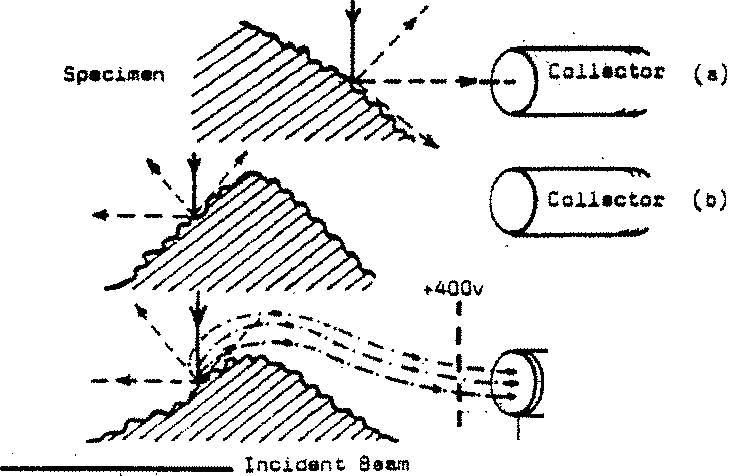 Specimen
Collector (a)
Collector (b)
+400v
Incident Beam